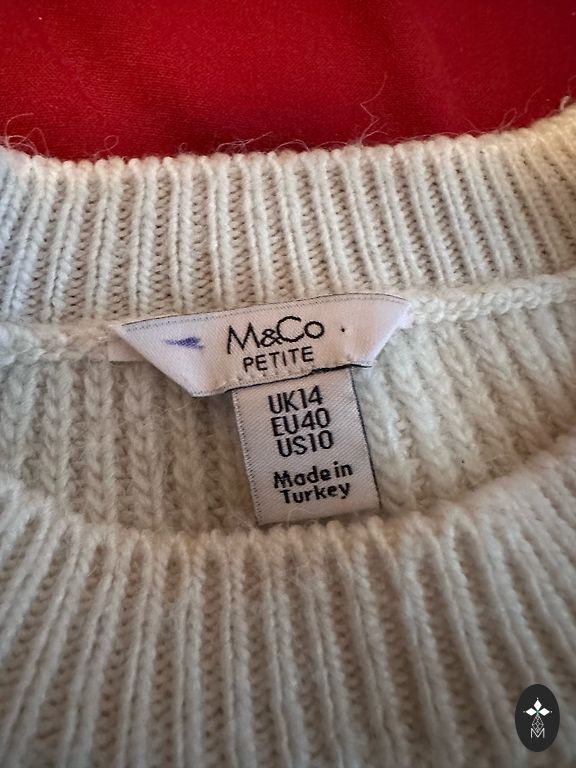 M&Co
PETITE
UK14
EU40
US10
Made in
Turkey
M